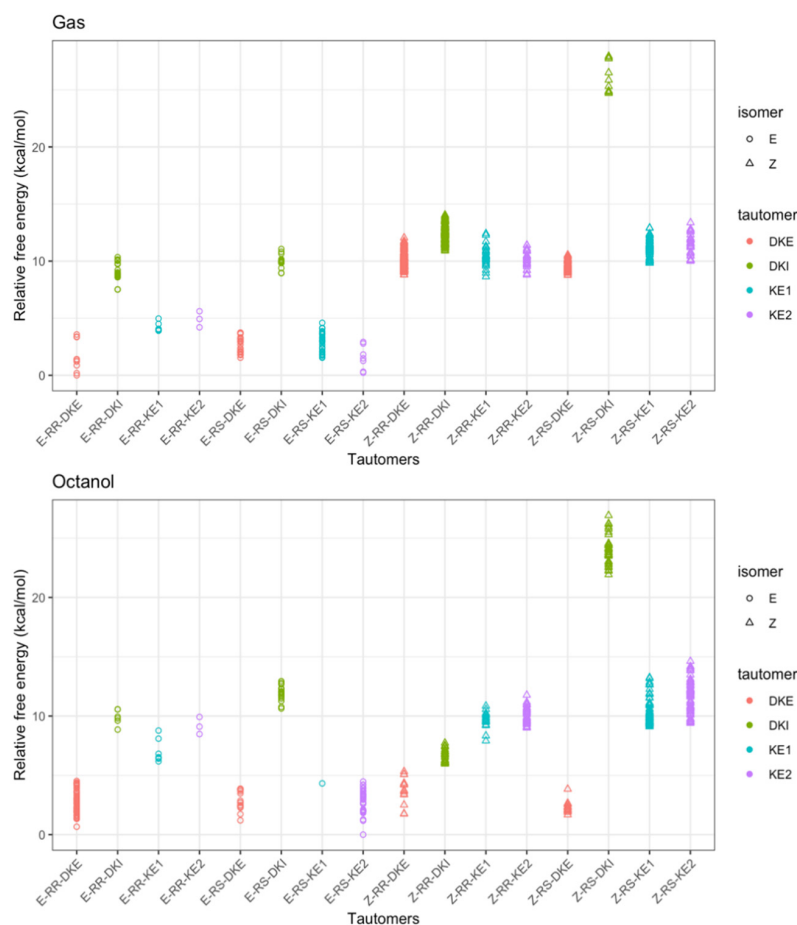 Gas
Relative free energy (kcal/mol)
20
10
0
E-RR-DKE
E-RR-DKI
E-RR-KE1
E-RR-KE2
E-RS-DKE
E-RS-DKI
E-RS-KE1
E-RS-KE2
Z-RR-DKE
Z-RR-DKI
Z-RR-KE1
Z-RR-KE2
Z-RS-DKE
Z-RS-DKI
Z-RS-KE1
Z-RS-KE2
Tautomers
isomer
E
Z
tautomer
DKE
DKI
KE1
KE2
Octanol
Relative free energy (kcal/mol)
20
10
0
E-RR-DKE
E-RR-DKI
E-RR-KE1
E-RR-KE2
E-RS-DKE
E-RS-DKI
E-RS-KE1
E-RS-KE2
Z-RR-DKE
Z-RR-DKI
Z-RR-KE1
Z-RR-KE2
Z-RS-DKE
Z-RS-DKI
Z-RS-KE1
Z-RS-KE2
Tautomers
isomer
E
Z
tautomer
DKE
DKI
KE1
KE2